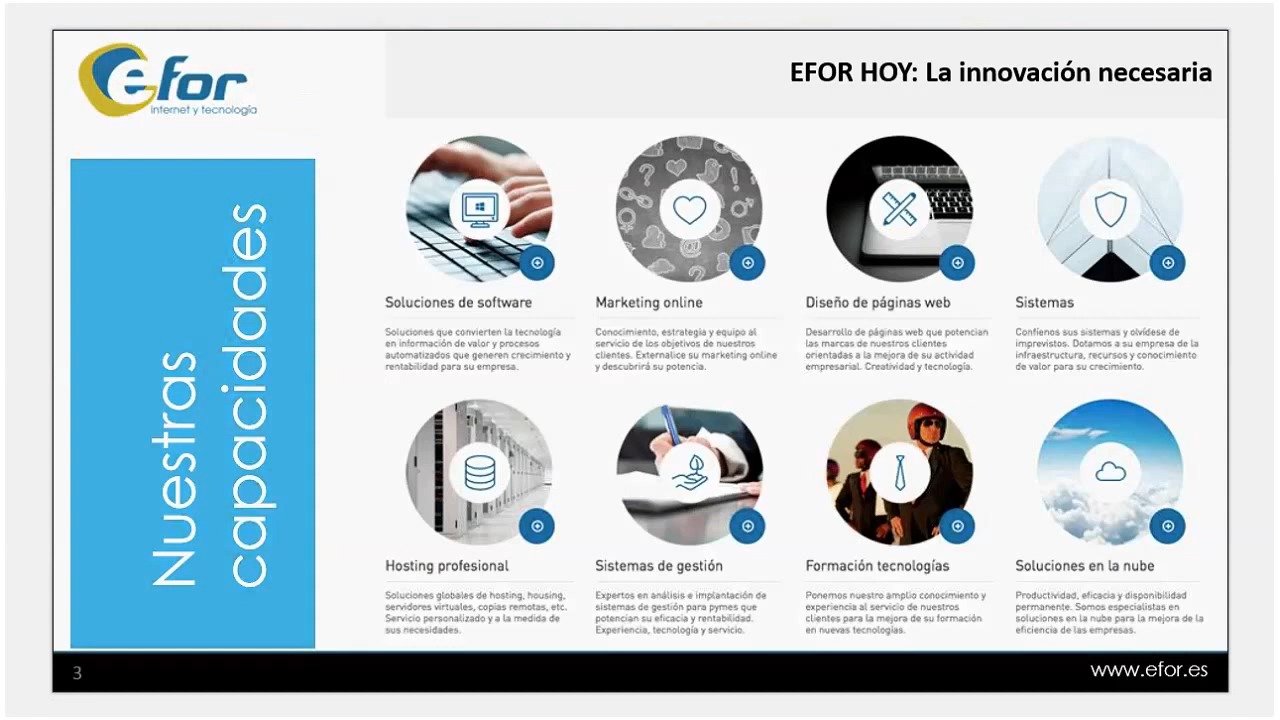 efor
internet y tecnología
EFOR HOY: La innovación necesaria
Nuestras
capacidades
Soluciones de software
Soluciones que convierten la tecnología
en información de valor y procesos
automatizados que generen crecimiento y
rentabilidad para su empresa.
Marketing online
Conocimiento, estrategia y equipo al
servicio de los objetivos de nuestros
clientes. Externalice su marketing online
y descubrirá su potencia.
Diseño de páginas web
Desarrollo de páginas web que potencian
las marcas de nuestros clientes
orientadas a la mejora de su actividad
empresarial. Creatividad y tecnología.
Sistemas
Confíenos sus sistemas y olvídese de
imprevistos. Dotamos a su empresa de la
infraestructura, recursos y conocimiento
de valor para su crecimiento.
Hosting profesional
Soluciones globales de hosting, housing,
servidores virtuales, copias remotas, etc.
Servicio personalizado y a la medida de
sus necesidades.
Sistemas de gestión
Expertos en análisis e implantación de
sistemas de gestión para pymes que
potencian su eficacia y rentabilidad.
Experiencia, tecnología y servicio.
Formación tecnologías
Ponemos nuestro amplio conocimiento y
experiencia al servicio de nuestros
clientes para la mejora de su formación
en nuevas tecnologías.
Soluciones en la nube
Productividad, eficacia y disponibilidad
permanente. Somos especialistas en
soluciones en la nube para la mejora de la
eficiencia de las empresas.
3
www.efor.es